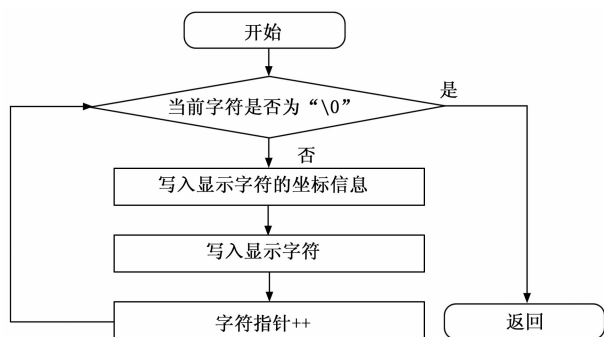 开始
当前字符是否为“\0”
是
否
写入显示字符的坐标信息
写入显示字符
字符指针++
返回